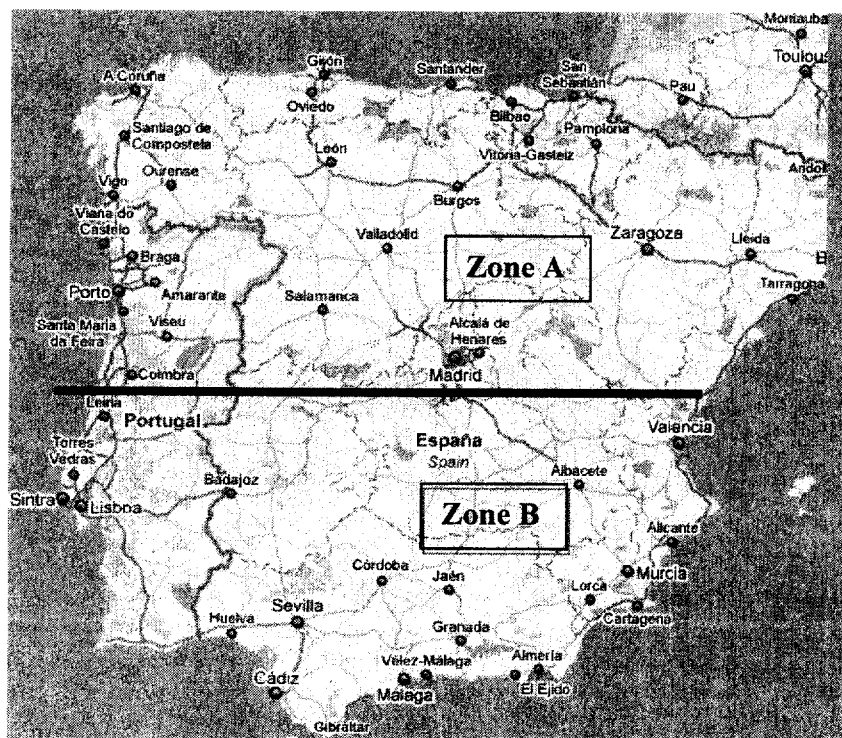 Montauba
Toulous
Gijón
Santander
San
Sebastián
A Coruña
Oviedo
Pau
Bilbao
Santiago de
Compostela
Pamplona
León
Vitoria-Gasteiz
Andor
Ourense
Vigo
Burgos
Viana do
Castelo
Valladolid
Zaragoza
Lleida
Braga
B
Zone A
Porto
Amarante
Salamanca
Tarragona
Santa Maria
da Feira
Viseu
Alcalá de
Henares
Madrid
Coimbra
Leiria
Portugal
Valencia
España
Spain
Torres
Vedras
Albacete
Badajoz
Sintra
Lisboa
Zone B
Alicante
Córdoba
Jaén
Murcia
Lorca
Sevilla
Cartagena
Huelva
Granada
Vélez-Málaga
Almería
Cádiz
Málaga
El Ejido
Gibraltar